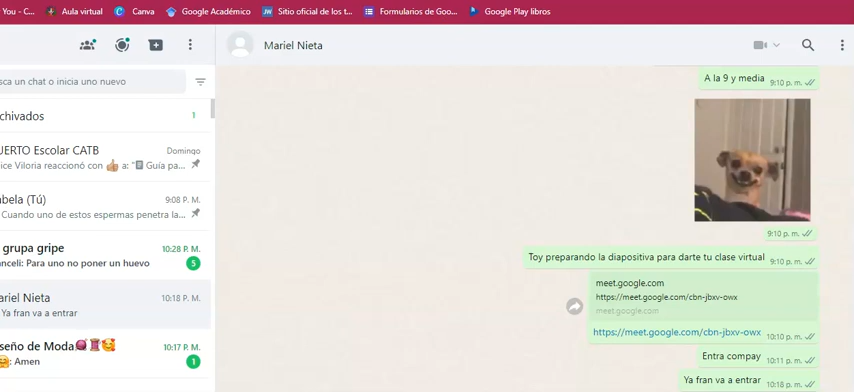 You - C...
Aula virtual
Canva
Google Académico
Sitio oficial de los t...
Formularios de Goo...
Google Play libros
Mariel Nieta
sca un chat o inicia uno nuevo
chivados
1
UERTO Escolar CATB
Domingo
ice Viloria reaccionó con 👍🏼 a: "📱 Guía pa...
abela (Tú)
9:08 P. M.
Cuando uno de estos espermas penetra la...
grupa gripe
10:28 P. M.
anceli: Para uno no poner un huevo
5
ariel Nieta
10:18 P. M.
Ya fran va a entrar
seño de Moda🧶🧵🥰
10:17 P. M.
: Amen
1
A la 9 y media
9:10 p. m.
9:10 p. m.
Toy preparando la diapositiva para darte tu clase virtual
9:10 p. m.
meet.google.com
https://meet.google.com/cbn-jbxv-owx
meet.google.com
https://meet.google.com/cbn-jbxv-owx
10:10 p. m.
Entra compay
10:11 p. m.
Ya fran va a entrar
10:18 p. m.